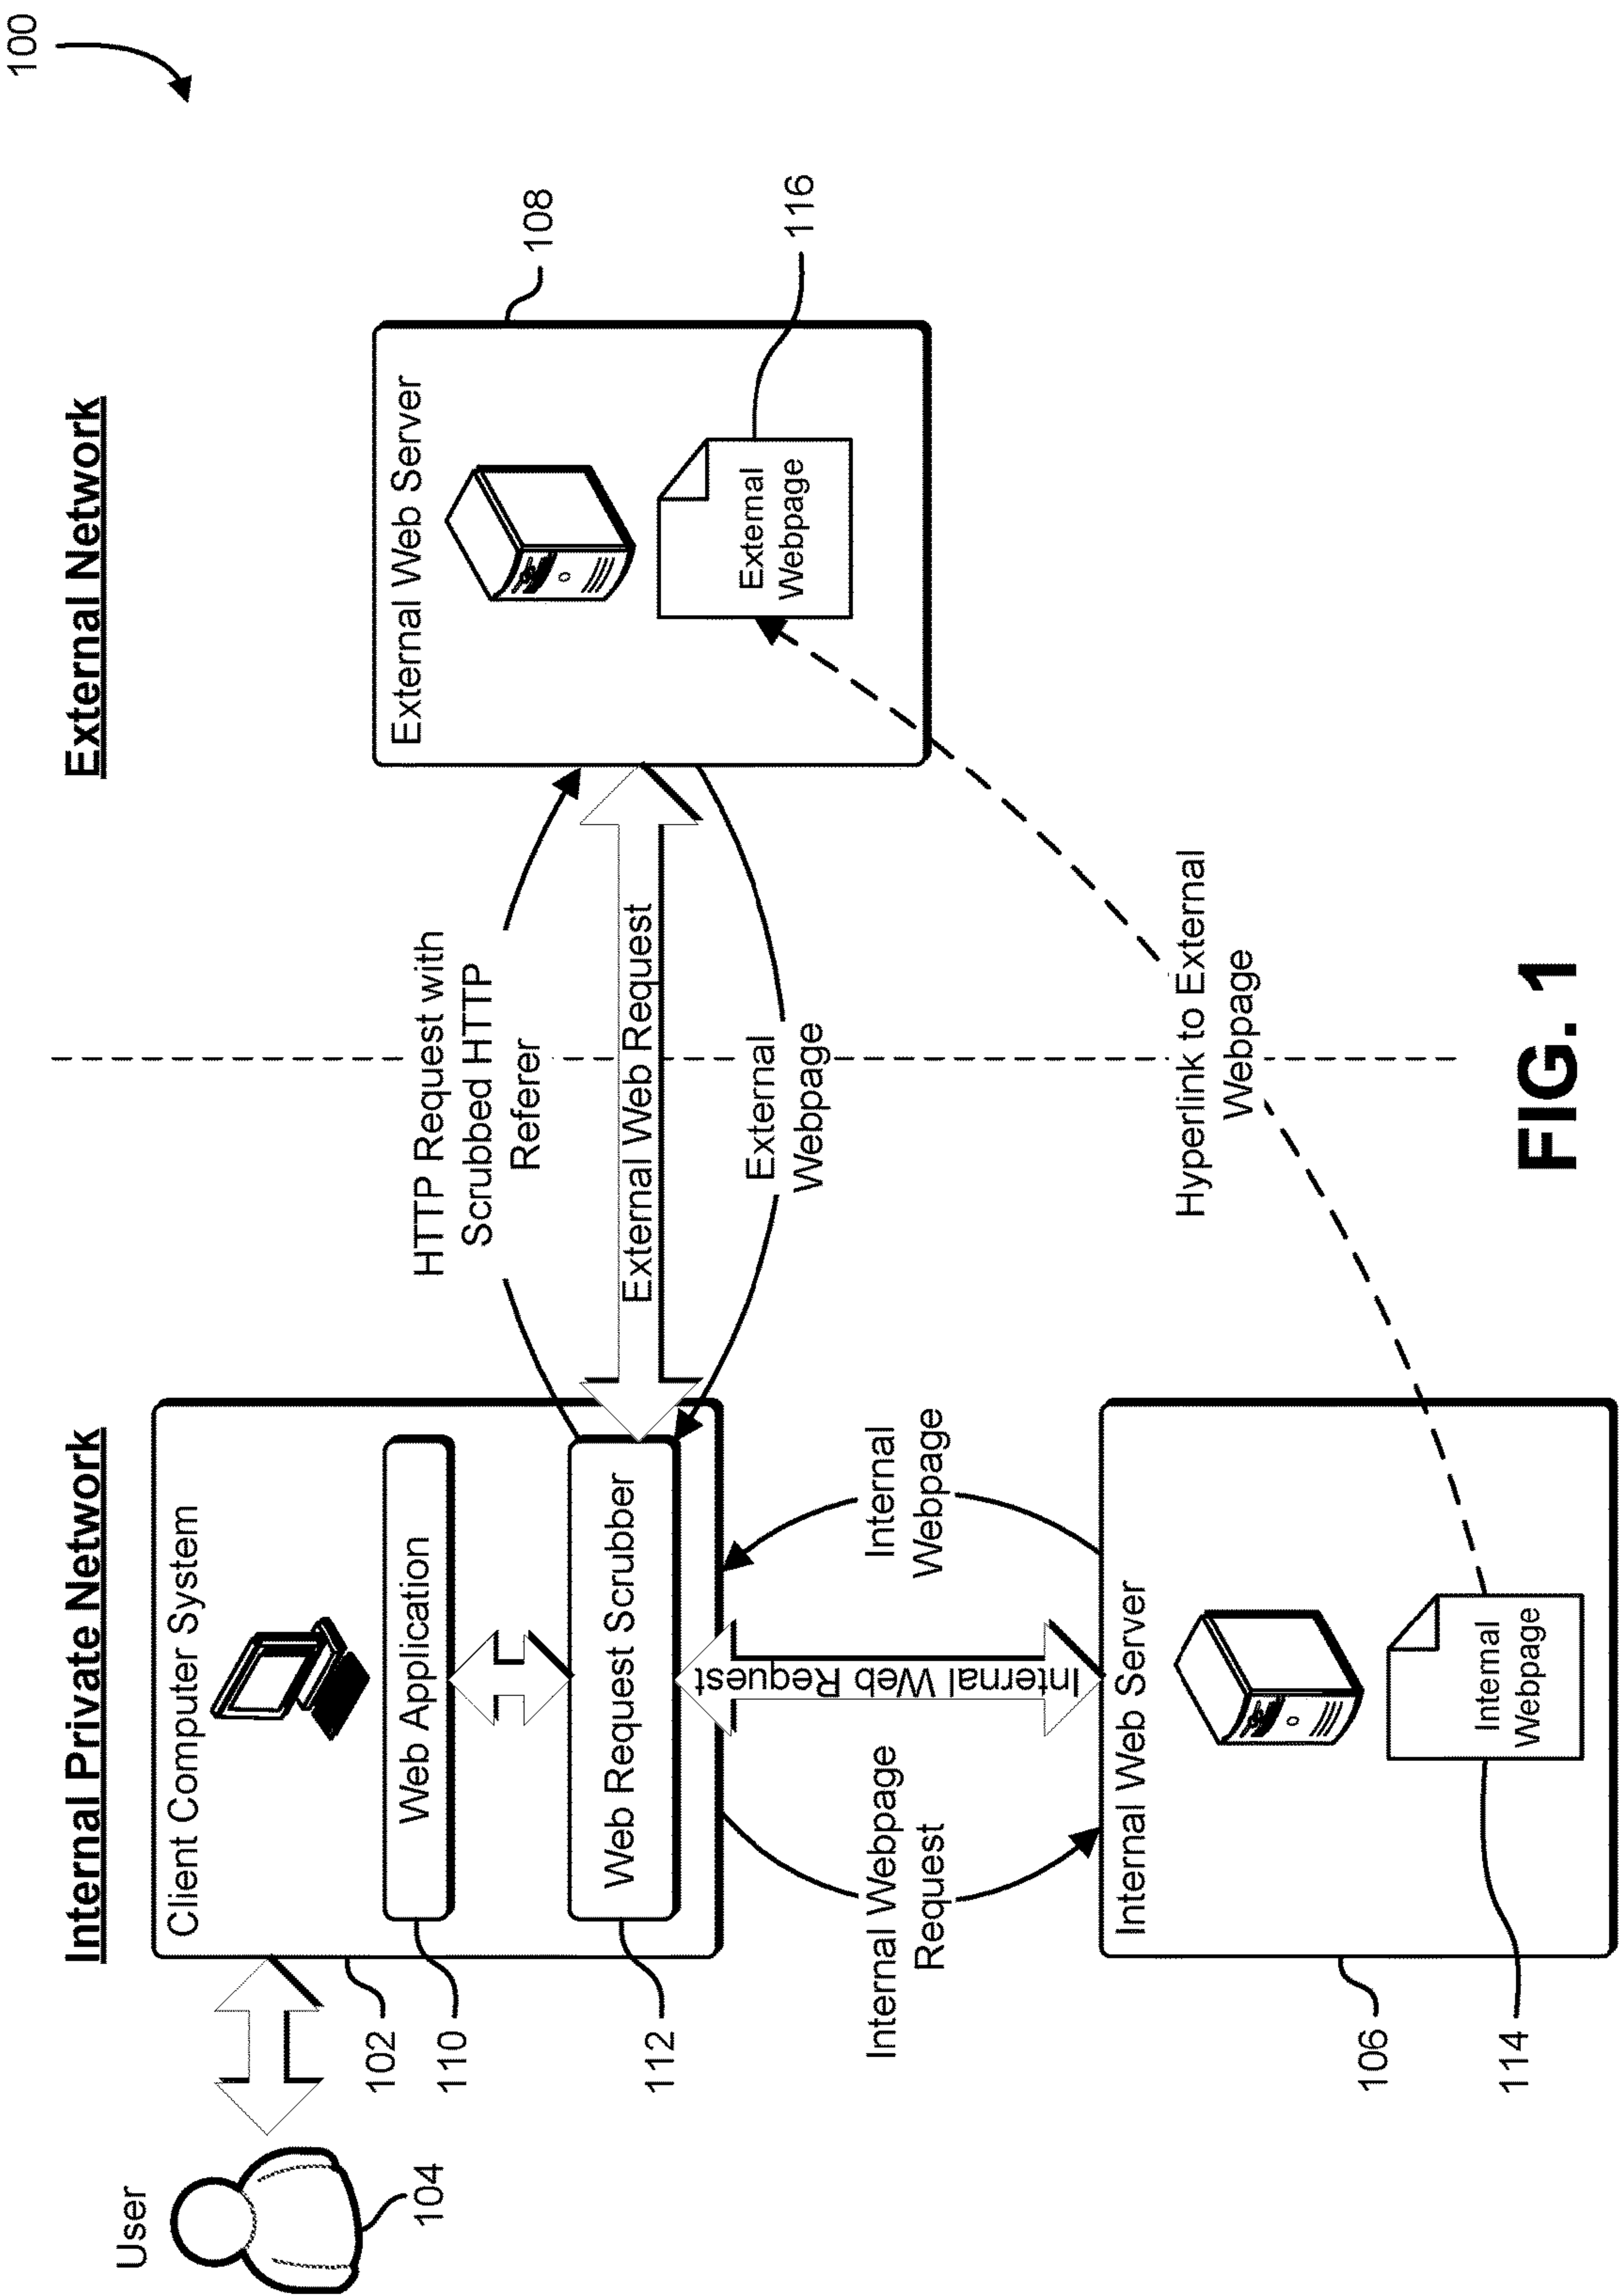 100
Internal Private Network
External Network
User
104
Client Computer System
102
Web Application
110
Web Request Scrubber
112
HTTP Request with
Scrubbed HTTP
Referer
External Web Request
External
Webpage
External Web Server
108
External
Webpage
116
Internal Webpage
Request
Internal Web Request
Internal
Webpage
Internal Web Server
106
Internal
Webpage
114
Hyperlink to External
Webpage
FIG. 1